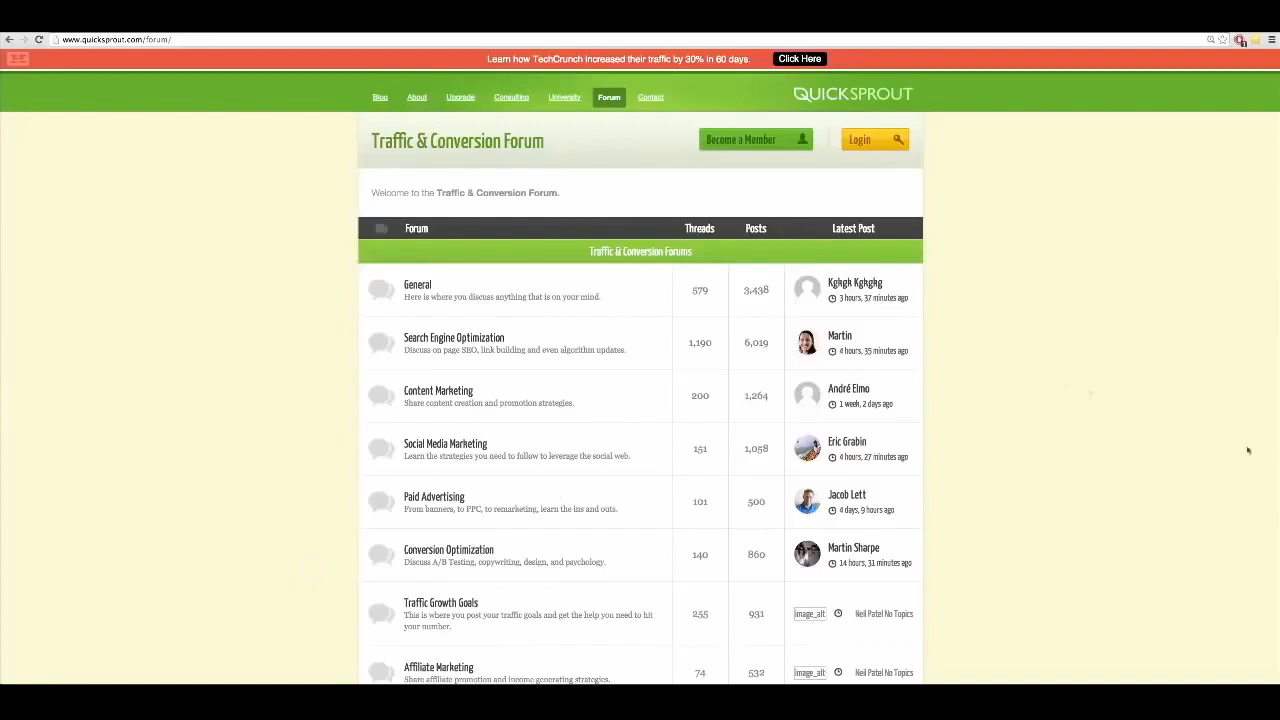 www.quicksprout.com/forum/
Learn how TechCrunch increased their traffic by 30% in 60 days. Click Here
Blog About Upgrade Consulting University Forum Contact QUICKSPROUT
Traffic & Conversion Forum Become a Member Login
Welcome to the Traffic & Conversion Forum.
Forum Threads Posts Latest Post
Traffic & Conversion Forums
General 579 3,438 Kgkgk Kgkgkg
Here is where you discuss anything that is on your mind. 3 hours, 37 minutes ago
Search Engine Optimization 1,190 6,019 Martin
Discuss on page SEO, link building and even algorithm updates. 4 hours, 35 minutes ago
Content Marketing 200 1,264 André Elmo
Share content creation and promotion strategies. 1 week, 2 days ago
Social Media Marketing 151 1,058 Eric Grabin
Learn the strategies you need to follow to leverage the social web. 4 hours, 27 minutes ago
Paid Advertising 101 500 Jacob Lett
From banners, to PPC, to remarketing, learn the ins and outs. 4 days, 9 hours ago
Conversion Optimization 140 860 Martin Sharpe
Discuss A/B Testing, copywriting, design, and psychology. 14 hours, 31 minutes ago
Traffic Growth Goals 255 931 image_alt Neil Patel No Topics
This is where you post your traffic goals and get the help you need to hit
your number.
Affiliate Marketing 74 532 image_alt Neil Patel No Topics
Share affiliate promotion and income generating strategies.